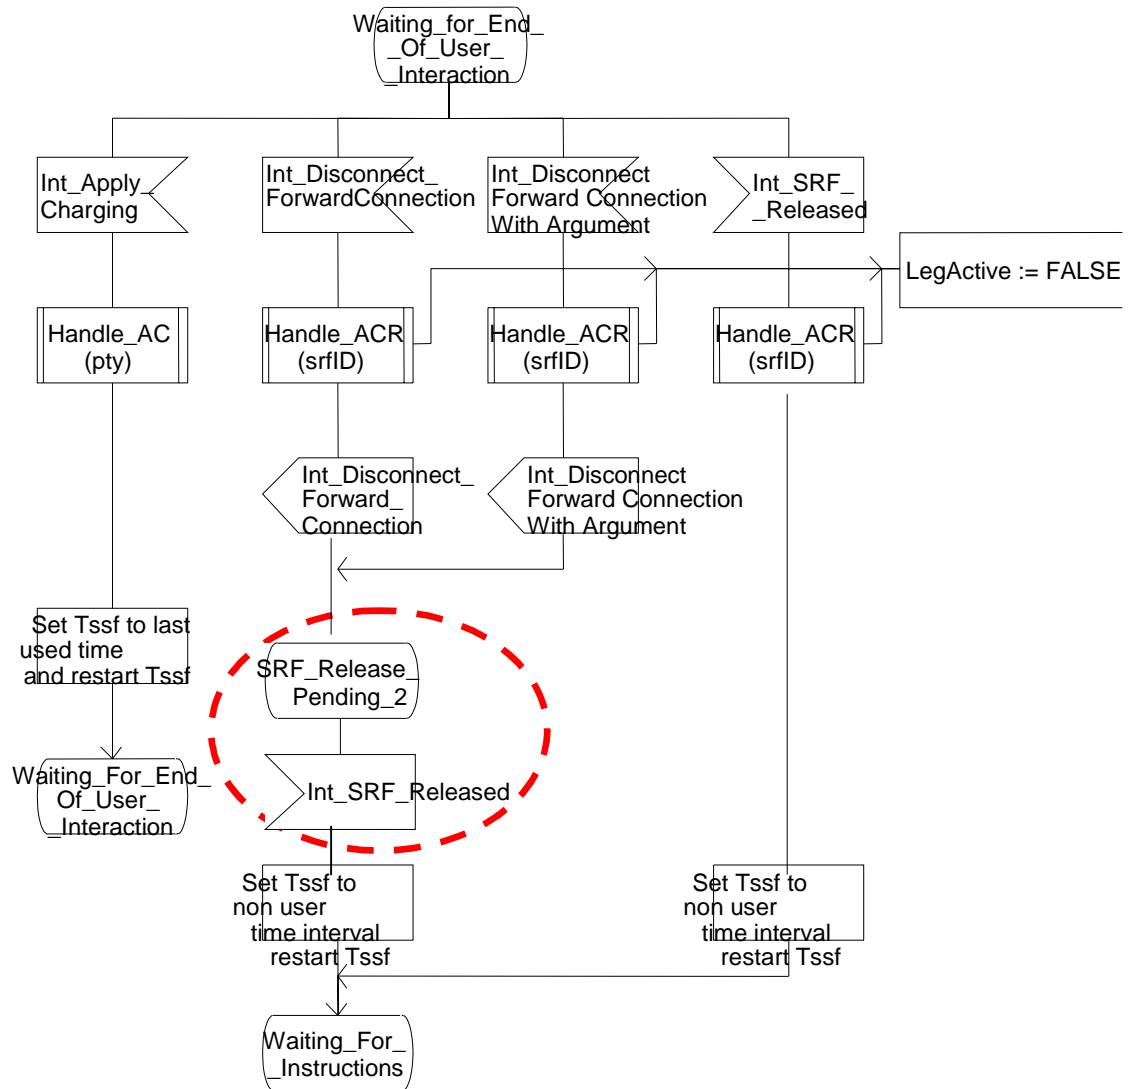 Waiting_for_End_
_Of_User_
_Interaction
Int_Apply_
Charging
Int_Disconnect_
ForwardConnection
Int_Disconnect
Forward Connection
With Argument
Int_SRF_
_Released
LegActive := FALSE
Handle_AC
(pty)
Handle_ACR
(srfID)
Handle_ACR
(srfID)
Handle_ACR
(srfID)
Int_Disconnect_
Forward_
Connection
Int_Disconnect
Forward Connection
With Argument
Set Tssf to last
used time
and restart Tssf
SRF_Release_
Pending_2
Waiting_For_End_
Of_User_
_Interaction
Int_SRF_Released
Set Tssf to
non user
time interval
restart Tssf
Set Tssf to
non user
time interval
restart Tssf
Waiting_For_
_Instructions